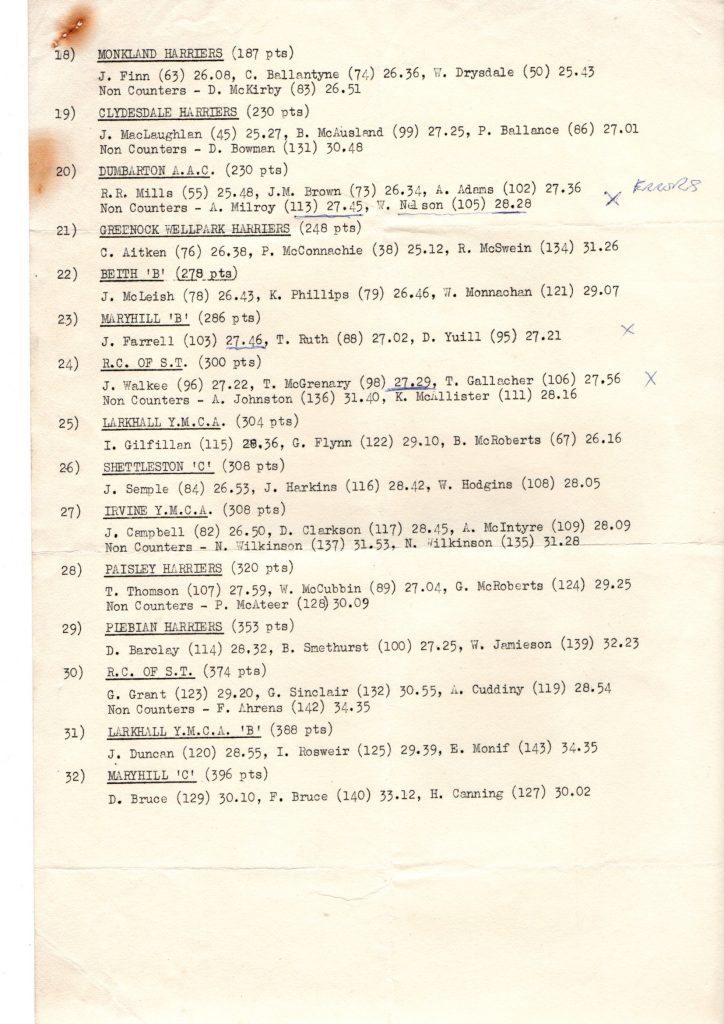 18) MONKLAND HARRIERS (187 pts)
J. Finn (63) 26.08, C. Ballantyne (74) 26.36, W. Drysdale (50) 25.43
Non Counters - D. McKirby (83) 26.51
19) CLYDESDALE HARRIERS (230 pts)
J. MacLaughlan (45) 25.27, B. McAusland (99) 27.25, P. Ballance (86) 27.01
Non Counters - D. Bowman (131) 30.48
20) DUMBARTON A.A.C. (230 pts)
R.R. Mills (55) 25.48, J.M. Brown (73) 26.34, A. Adams (102) 27.36
Non Counters - A. Milroy (113) 27.45, W. Nelson (105) 28.28 X ERRORS
21) GREENOCK WELLPARK HARRIERS (248 pts)
C. Aitken (76) 26.38, P. McConnachie (38) 25.12, R. McSwein (134) 31.26
22) BEITH 'B' (278 pts)
J. McLeish (78) 26.43, K. Phillips (79) 26.46, W. Monnachan (121) 29.07
23) MARYHILL 'B' (286 pts)
J. Farrell (103) 27.46, T. Ruth (88) 27.02, D. Yuill (95) 27.21 X
24) R.C. OF S.T. (300 pts)
J. Walkee (96) 27.22, T. McGrenary (98) 27.29, T. Gallacher (106) 27.56 X
Non Counters - A. Johnston (136) 31.40, K. McAllister (111) 28.16
25) LARKHALL Y.M.C.A. (304 pts)
I. Gilfillan (115) 28.36, G. Flynn (122) 29.10, B. McRoberts (67) 26.16
26) SHETTLESTON 'C' (308 pts)
J. Semple (84) 26.53, J. Harkins (116) 28.42, W. Hodgins (108) 28.05
27) IRVINE Y.M.C.A. (308 pts)
J. Campbell (82) 26.50, D. Clarkson (117) 28.45, A. McIntyre (109) 28.09
Non Counters - N. Wilkinson (137) 31.53, N. Wilkinson (135) 31.28
28) PAISLEY HARRIERS (320 pts)
T. Thomson (107) 27.59, W. McCubbin (89) 27.04, G. McRoberts (124) 29.25
Non Counters - P. McAteer (128) 30.09
29) PIEBIAN HARRIERS (353 pts)
D. Barclay (114) 28.32, B. Smethurst (100) 27.25, W. Jamieson (139) 32.23
30) R.C. OF S.T. (374 pts)
G. Grant (123) 29.20, G. Sinclair (132) 30.55, A. Cuddiny (119) 28.54
Non Counters - F. Ahrens (142) 34.35
31) LARKHALL Y.M.C.A. 'B' (388 pts)
J. Duncan (120) 28.55, I. Rosweir (125) 29.39, E. Monif (143) 34.35
32) MARYHILL 'C' (396 pts)
D. Bruce (129) 30.10, F. Bruce (140) 33.12, H. Canning (127) 30.02